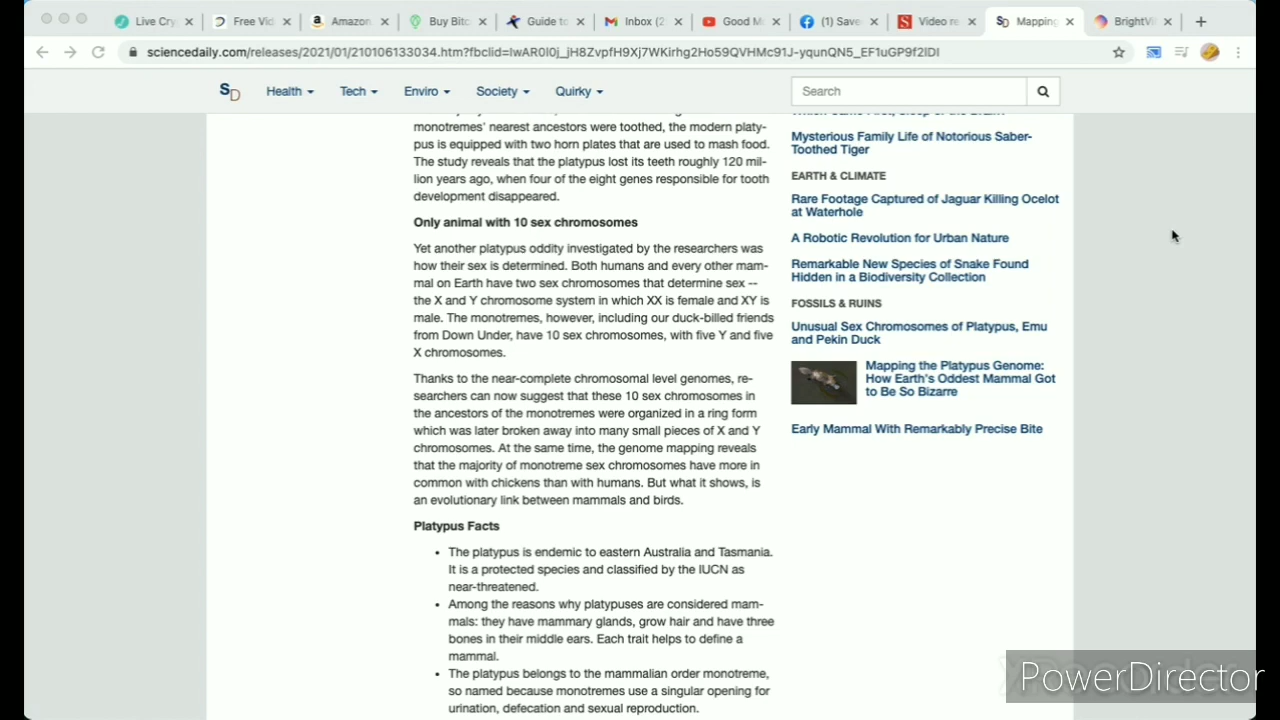 Live Cry
Free Vid
Amazon
Buy Bitc
Guide to
Inbox (2
Good M
(1) Save
Video re
Mapping
BrightVi
sciencedaily.com/releases/2021/01/210106133034.htm?fbclid=IwAR0I0j_jH8ZvpfH9Xj7WKirhg2Ho59QVHMc91J-yqunQN5_EF1uGP9f2lDI
SD Health Tech Enviro Society Quirky Search
monotremes' nearest ancestors were toothed, the modern platy-
pus is equipped with two horn plates that are used to mash food.
The study reveals that the platypus lost its teeth roughly 120 mil-
lion years ago, when four of the eight genes responsible for tooth
development disappeared.
Only animal with 10 sex chromosomes
Yet another platypus oddity investigated by the researchers was
how their sex is determined. Both humans and every other mam-
mal on Earth have two sex chromosomes that determine sex --
the X and Y chromosome system in which XX is female and XY is
male. The monotremes, however, including our duck-billed friends
from Down Under, have 10 sex chromosomes, with five Y and five
X chromosomes.
Thanks to the near-complete chromosomal level genomes, re-
searchers can now suggest that these 10 sex chromosomes in
the ancestors of the monotremes were organized in a ring form
which was later broken away into many small pieces of X and Y
chromosomes. At the same time, the genome mapping reveals
that the majority of monotreme sex chromosomes have more in
common with chickens than with humans. But what it shows, is
an evolutionary link between mammals and birds.
Platypus Facts
• The platypus is endemic to eastern Australia and Tasmania.
It is a protected species and classified by the IUCN as
near-threatened.
• Among the reasons why platypuses are considered mam-
mals: they have mammary glands, grow hair and have three
bones in their middle ears. Each trait helps to define a
mammal.
• The platypus belongs to the mammalian order monotreme,
so named because monotremes use a singular opening for
urination, defecation and sexual reproduction.
Which Came First, Sleep or the Brain?
Mysterious Family Life of Notorious Saber-
Toothed Tiger
EARTH & CLIMATE
Rare Footage Captured of Jaguar Killing Ocelot
at Waterhole
A Robotic Revolution for Urban Nature
Remarkable New Species of Snake Found
Hidden in a Biodiversity Collection
FOSSILS & RUINS
Unusual Sex Chromosomes of Platypus, Emu
and Pekin Duck
Mapping the Platypus Genome:
How Earth's Oddest Mammal Got
to Be So Bizarre
Early Mammal With Remarkably Precise Bite
PowerDirector